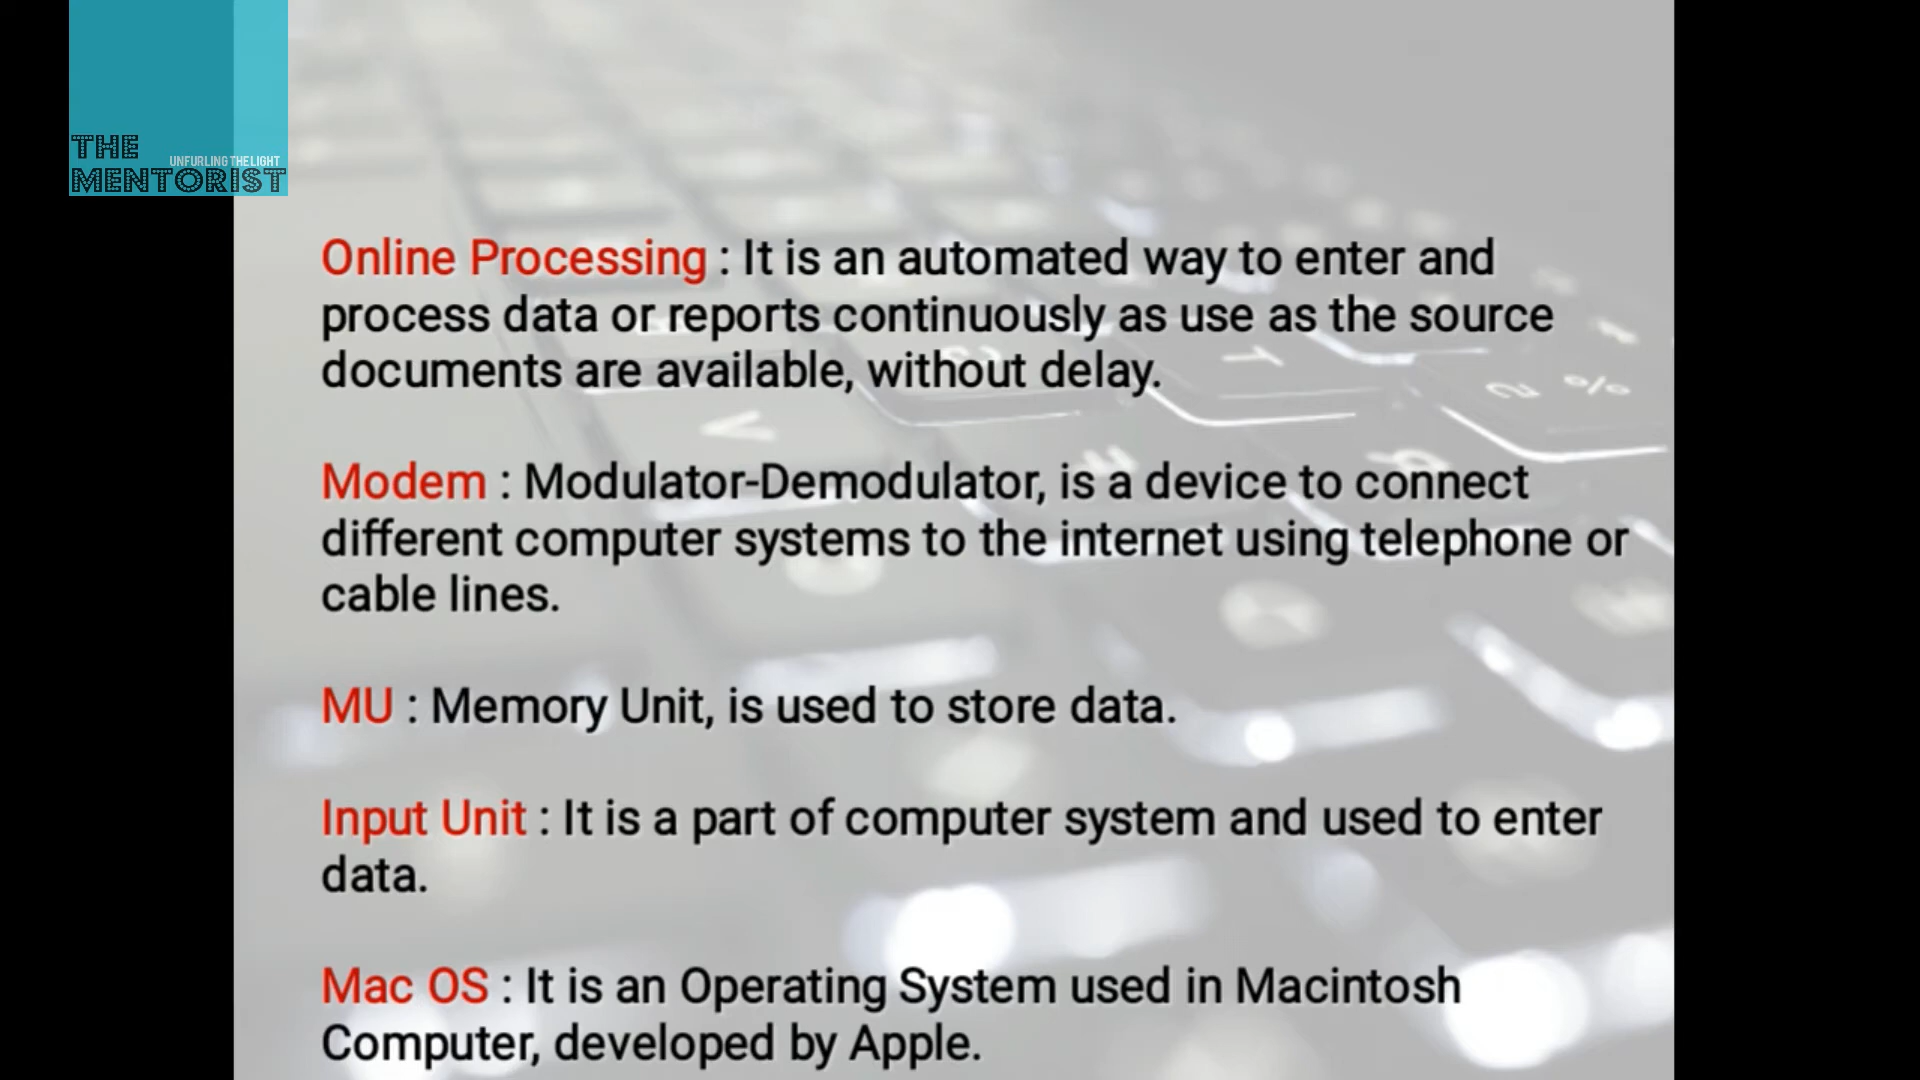 THE
UNFURLING THE LIGHT
MENTORIST
Online Processing : It is an automated way to enter and
process data or reports continuously as use as the source
documents are available, without delay.
Modem : Modulator-Demodulator, is a device to connect
different computer systems to the internet using telephone or
cable lines.
MU : Memory Unit, is used to store data.
Input Unit : It is a part of computer system and used to enter
data.
Mac OS : It is an Operating System used in Macintosh
Computer, developed by Apple.